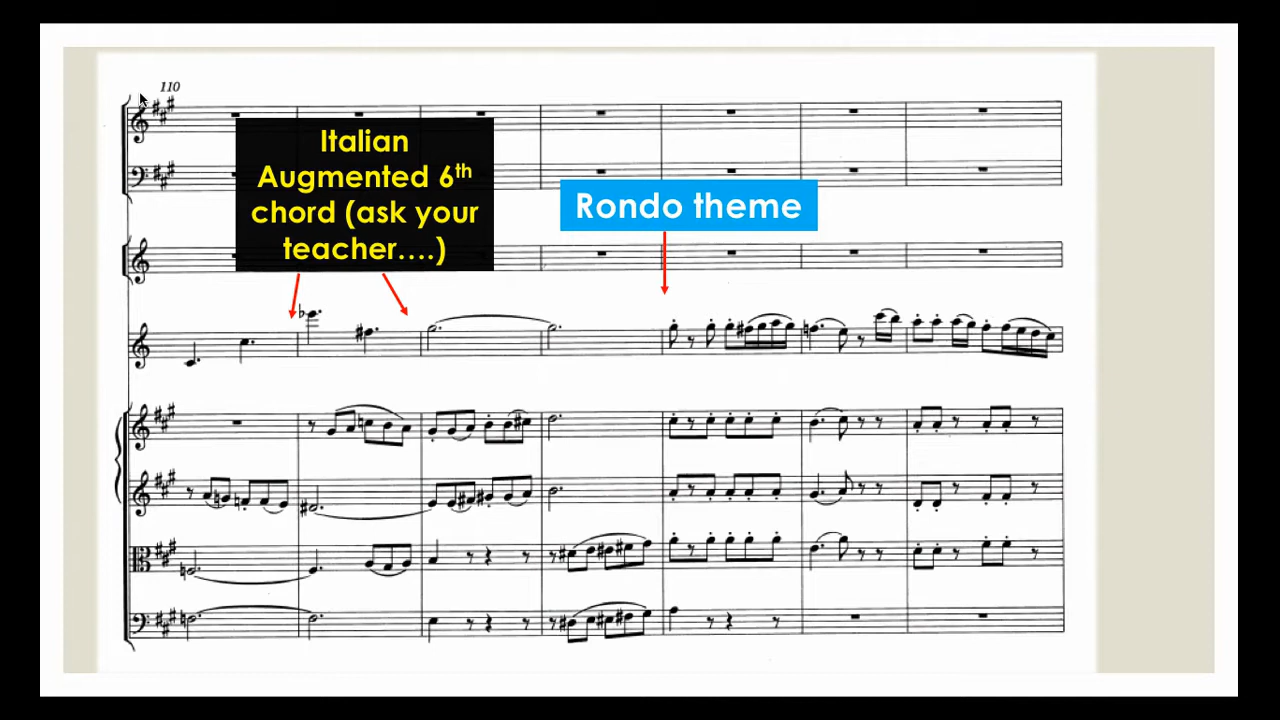 110
Italian
Augmented 6th
chord (ask your
teacher....)
Rondo theme